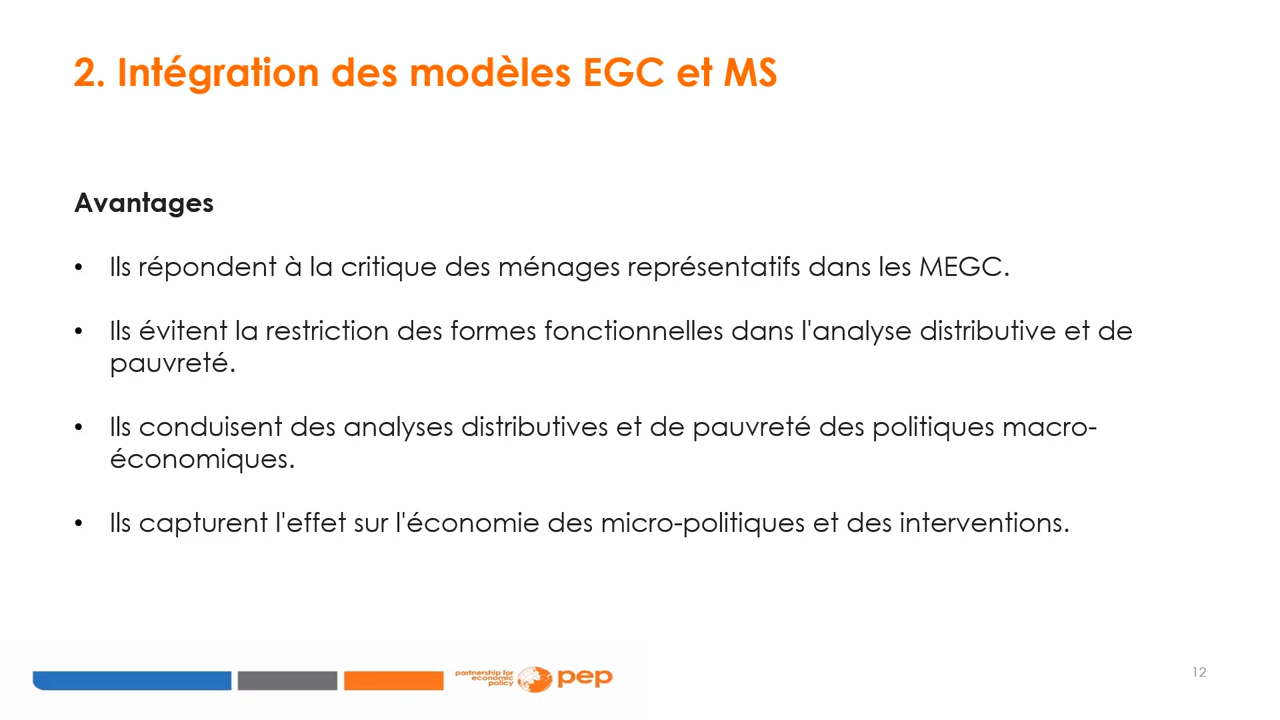 2. Intégration des modèles EGC et MS
Avantages
• Ils répondent à la critique des ménages représentatifs dans les MEGC.
• Ils évitent la restriction des formes fonctionnelles dans l'analyse distributive et de
pauvreté.
• Ils conduisent des analyses distributives et de pauvreté des politiques macro-
économiques.
• Ils capturent l'effet sur l'économie des micro-politiques et des interventions.
partnership for
economic
policy
pep
12